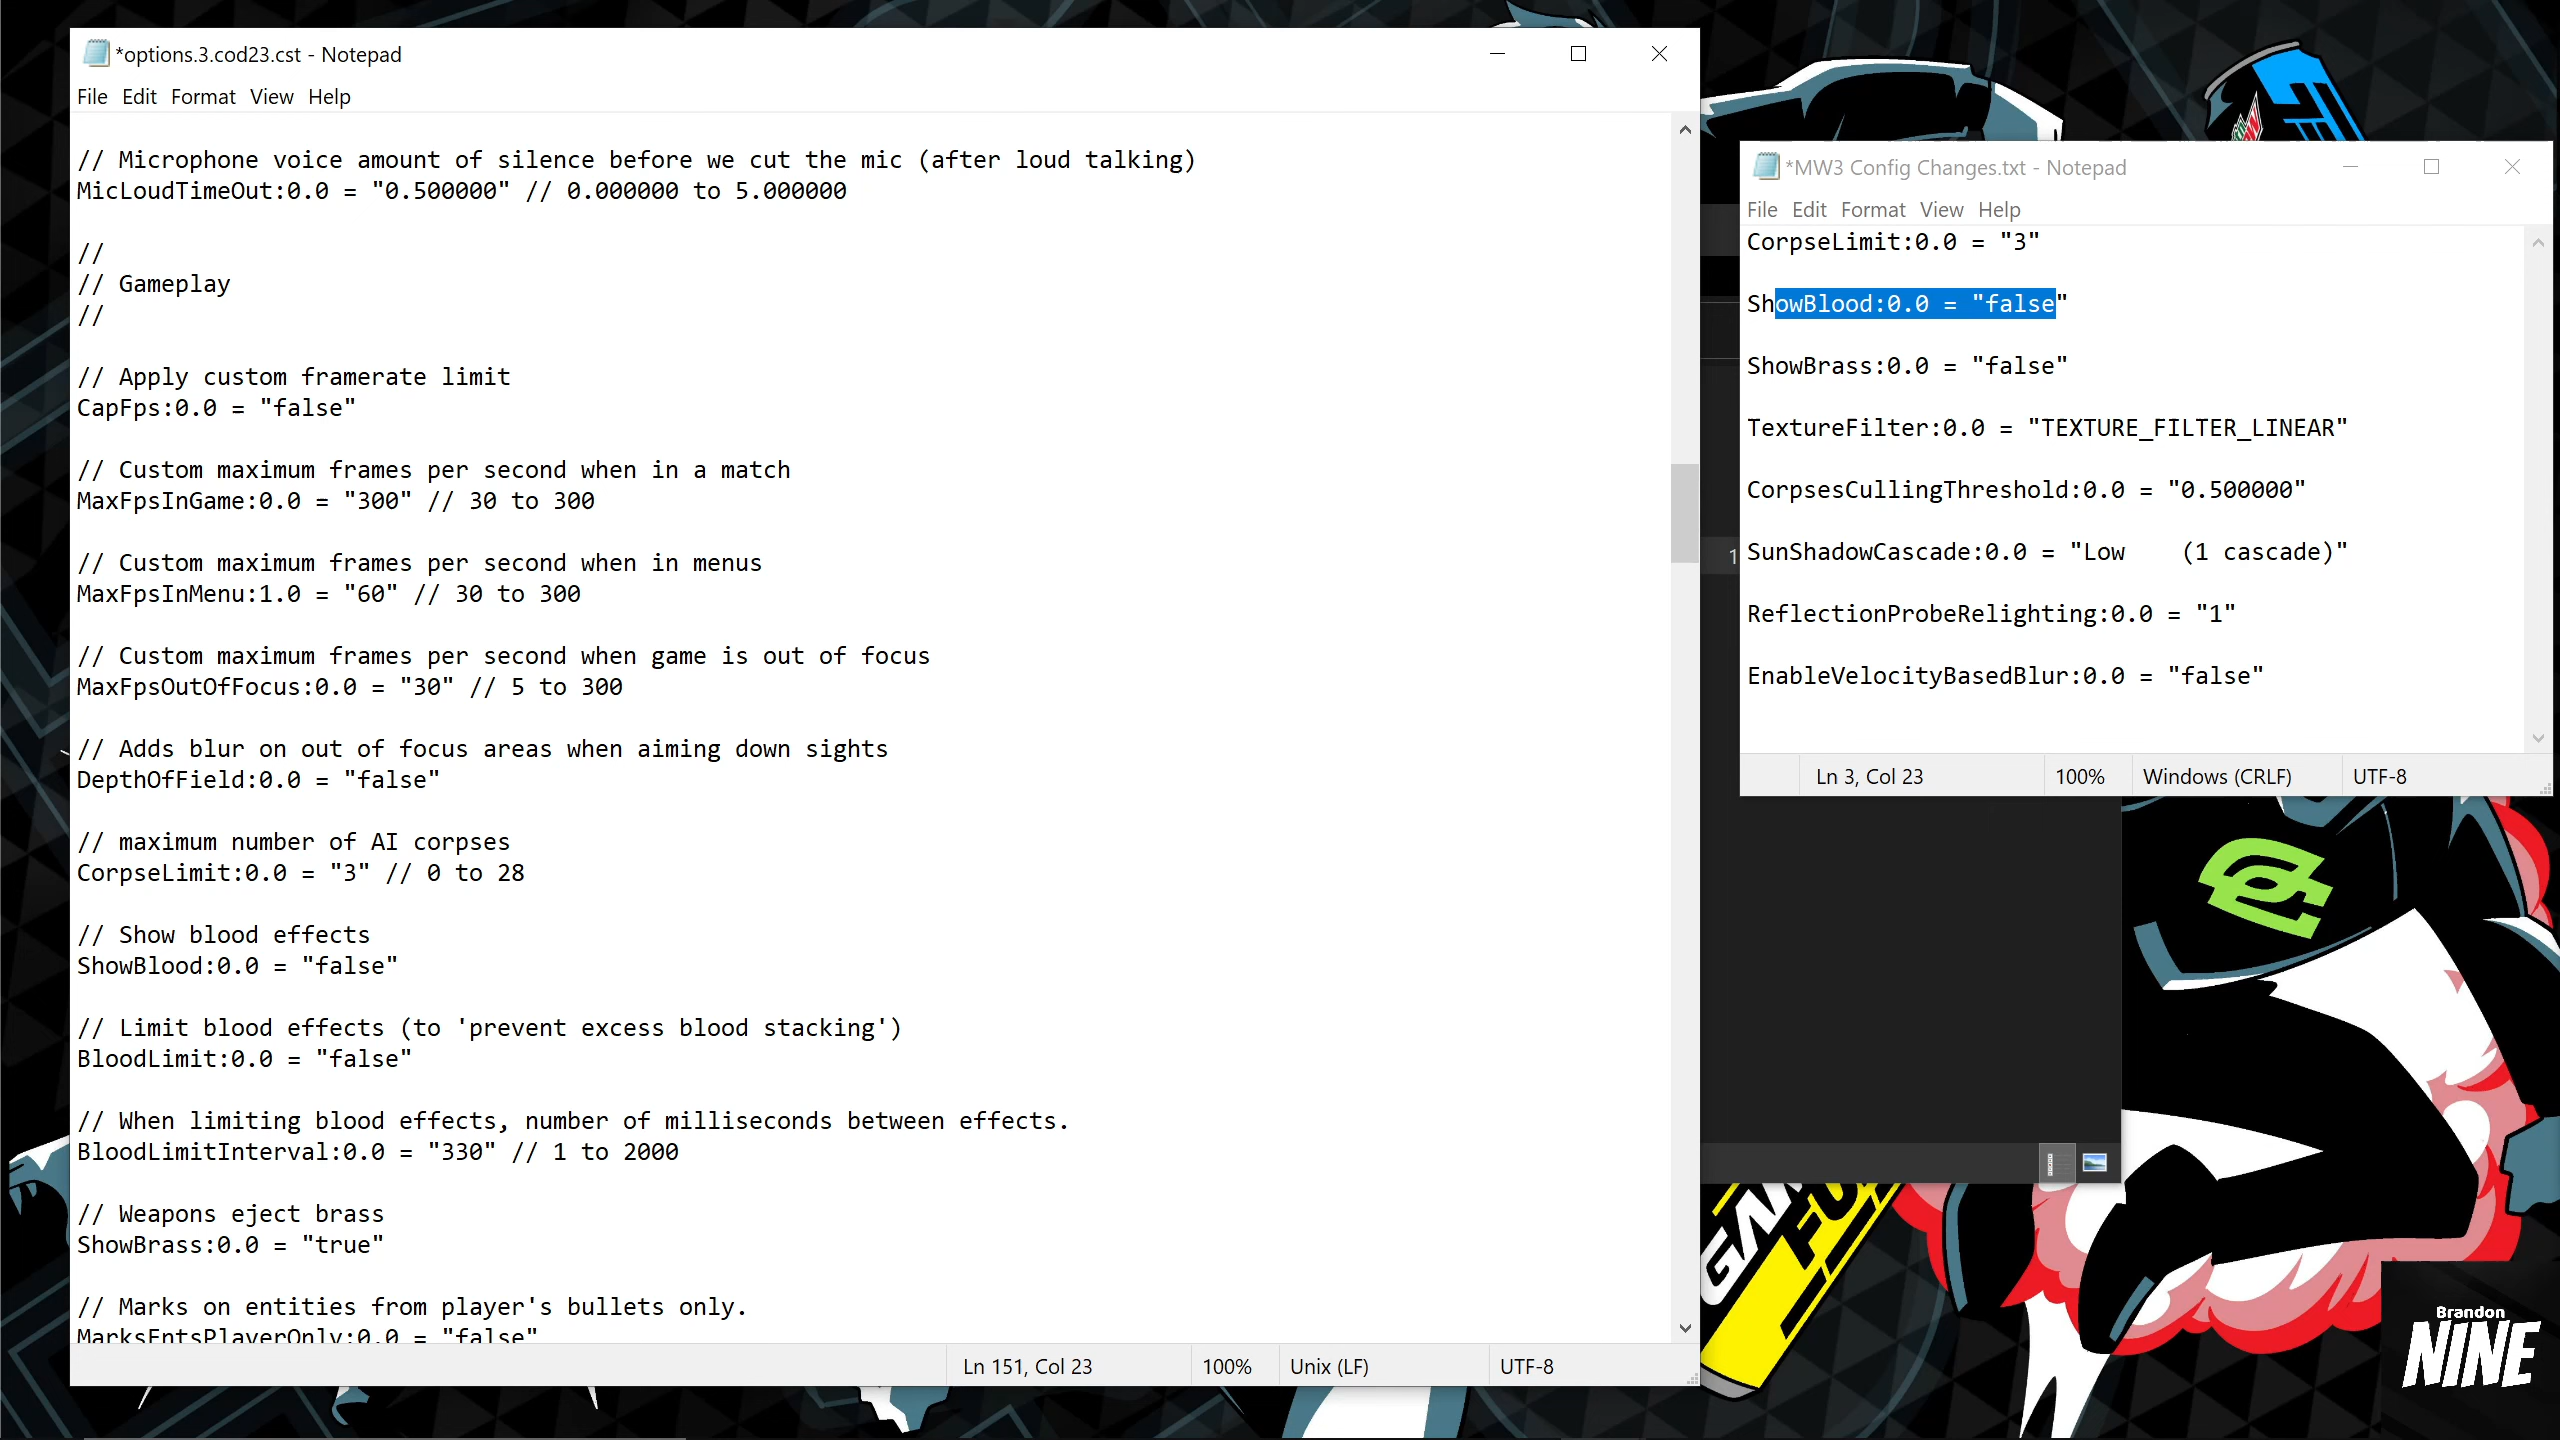 *options.3.cod23.cst - Notepad
File Edit Format View Help
// Microphone voice amount of silence before we cut the mic (after loud talking)
MicLoudTimeOut:0.0 = "0.500000" // 0.000000 to 5.000000
//
// Gameplay
//
// Apply custom framerate limit
CapFps:0.0 = "false"
// Custom maximum frames per second when in a match
MaxFpsInGame:0.0 = "300" // 30 to 300
// Custom maximum frames per second when in menus
MaxFpsInMenu:1.0 = "60" // 30 to 300
// Custom maximum frames per second when game is out of focus
MaxFpsOutOfFocus:0.0 = "30" // 5 to 300
// Adds blur on out of focus areas when aiming down sights
DepthOfField:0.0 = "false"
// maximum number of AI corpses
CorpseLimit:0.0 = "3" // 0 to 28
// Show blood effects
ShowBlood:0.0 = "false"
// Limit blood effects (to 'prevent excess blood stacking')
BloodLimit:0.0 = "false"
// When limiting blood effects, number of milliseconds between effects.
BloodLimitInterval:0.0 = "330" // 1 to 2000
// Weapons eject brass
ShowBrass:0.0 = "true"
// Marks on entities from player's bullets only.
MarksEntsPlayerOnly:0.0 = "false"
Ln 151, Col 23 100% Unix (LF) UTF-8
*MW3 Config Changes.txt - Notepad
File Edit Format View Help
CorpseLimit:0.0 = "3"
ShowBlood:0.0 = "false"
ShowBrass:0.0 = "false"
TextureFilter:0.0 = "TEXTURE_FILTER_LINEAR"
CorpsesCullingThreshold:0.0 = "0.500000"
SunShadowCascade:0.0 = "Low    (1 cascade)"
ReflectionProbeRelighting:0.0 = "1"
EnableVelocityBasedBlur:0.0 = "false"
Ln 3, Col 23 100% Windows (CRLF) UTF-8
1
Brandon
NINE